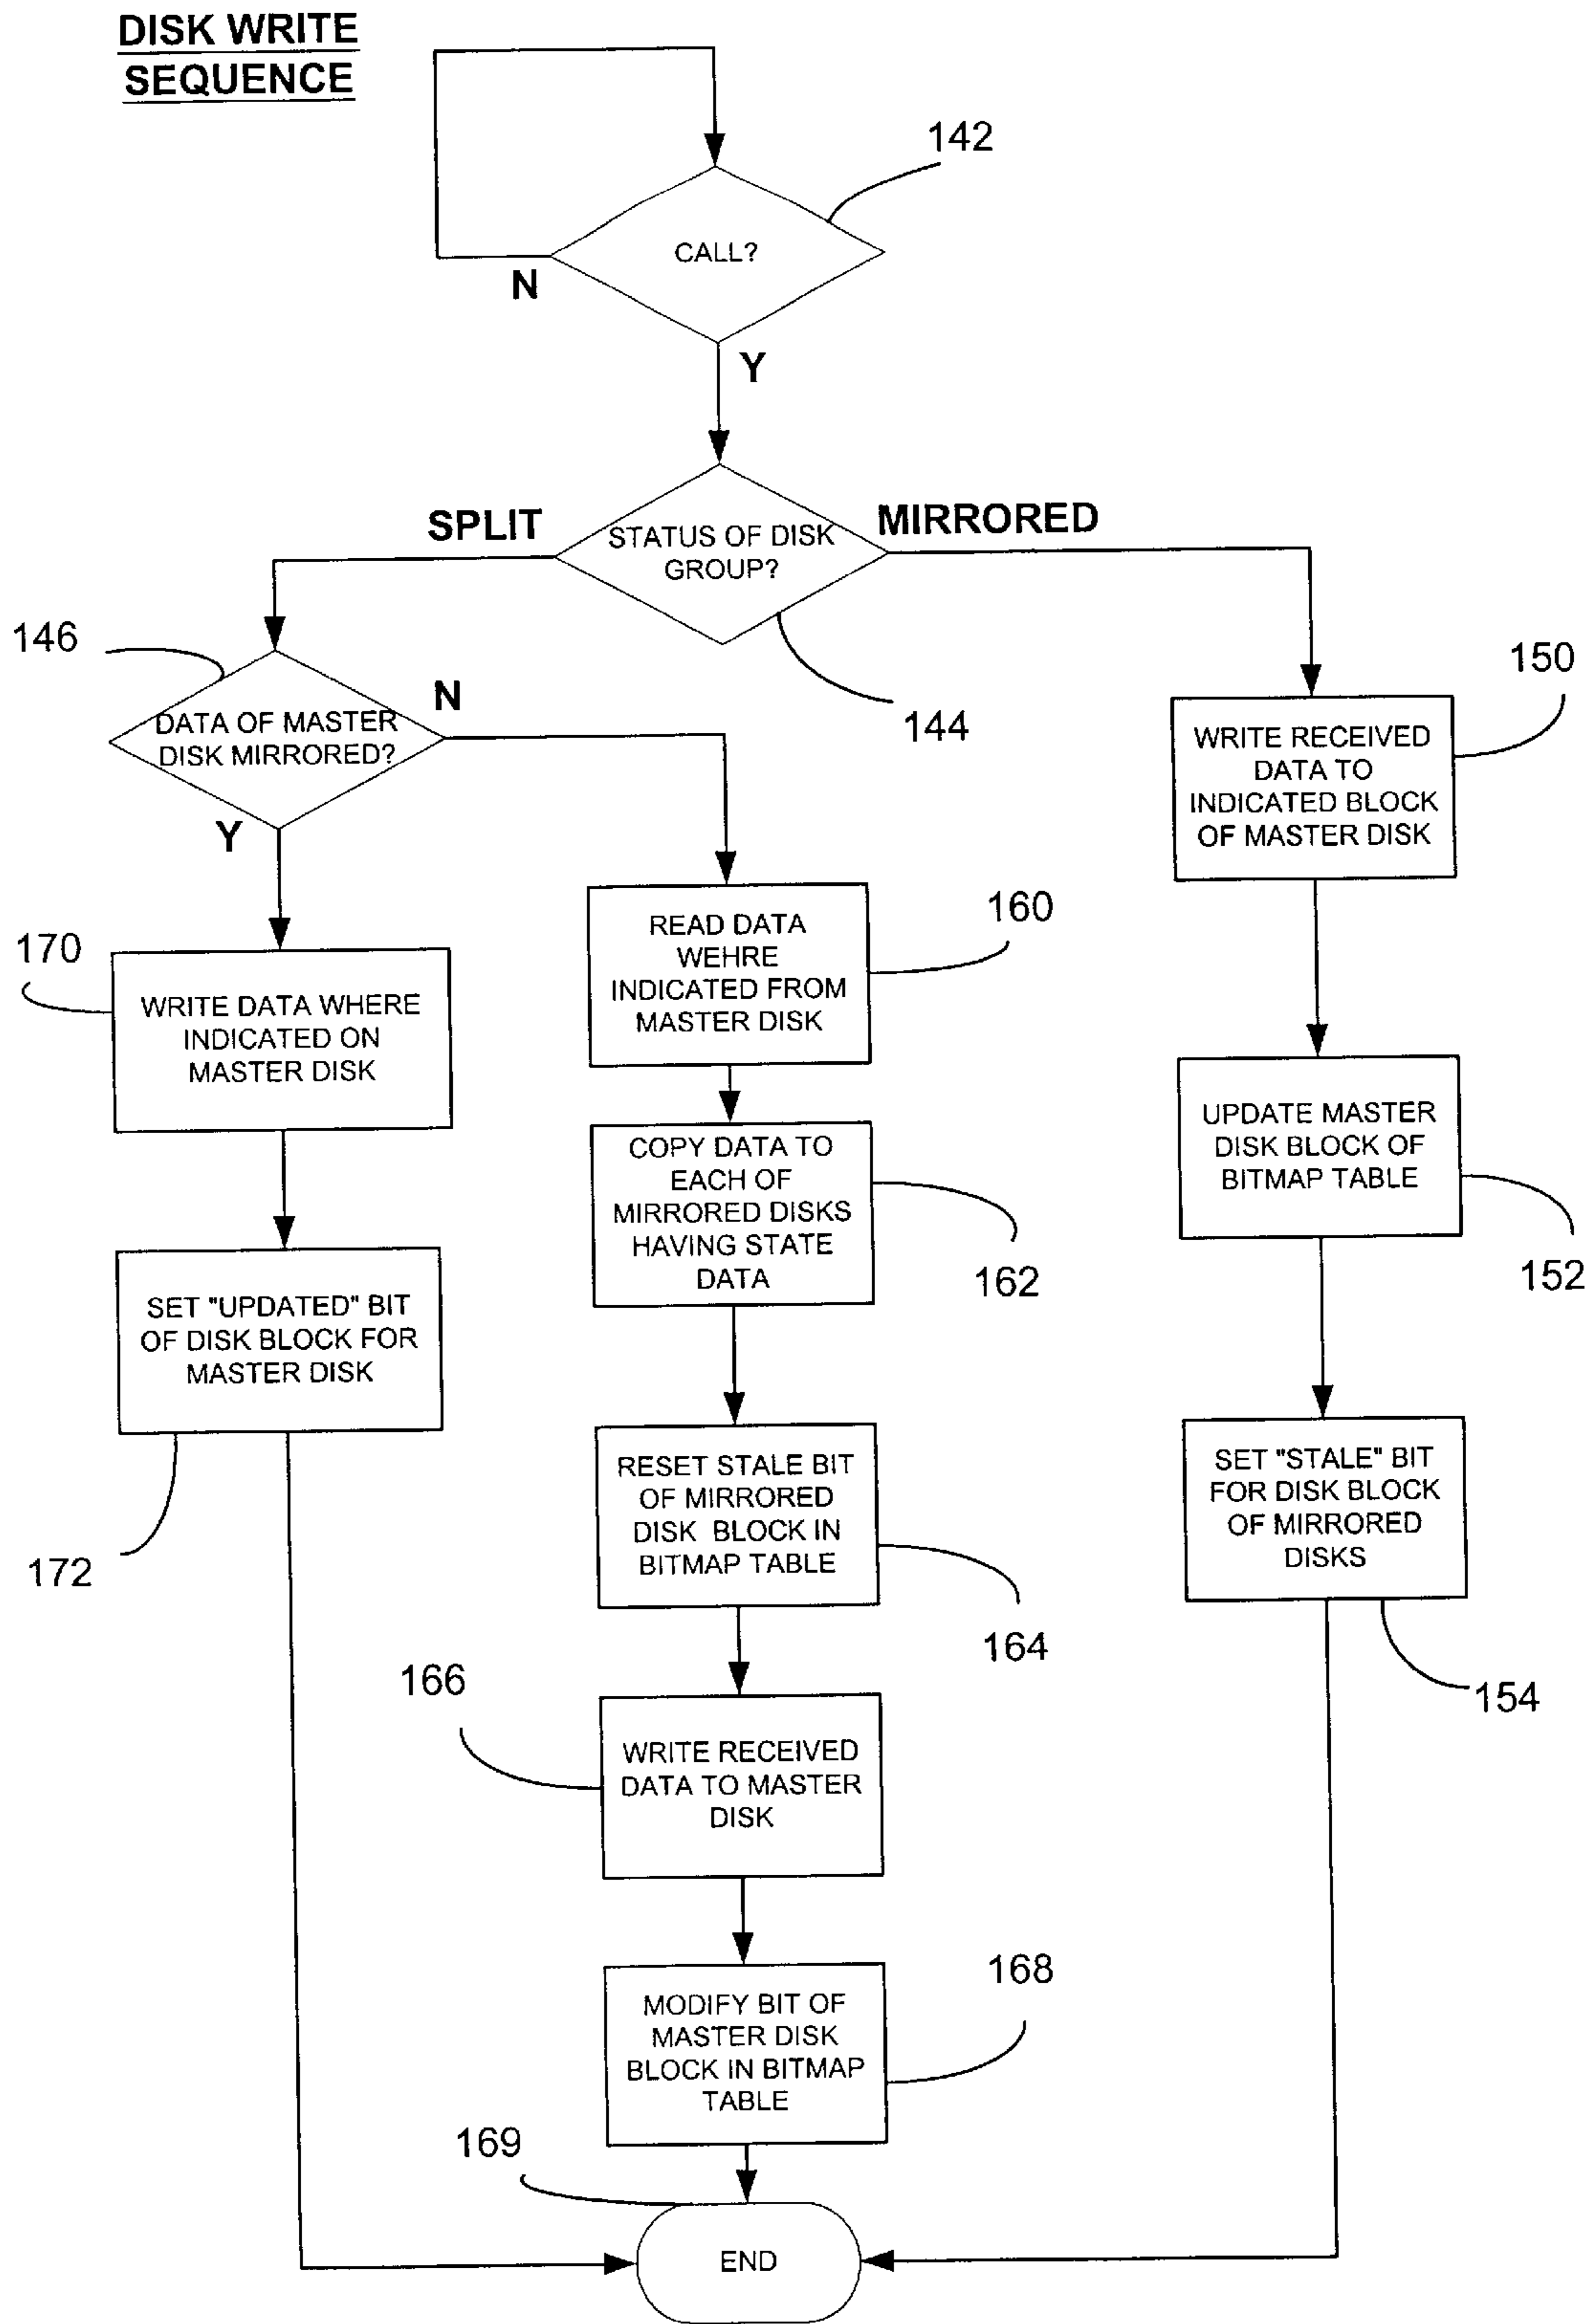 DISK WRITE
SEQUENCE
142
CALL?
N
Y
SPLIT
MIRRORED
STATUS OF DISK
GROUP?
144
146
DATA OF MASTER
DISK MIRRORED?
N
Y
150
WRITE RECEIVED
DATA TO
INDICATED BLOCK
OF MASTER DISK
170
WRITE DATA WHERE
INDICATED ON
MASTER DISK
160
READ DATA
WEHRE
INDICATED FROM
MASTER DISK
UPDATE MASTER
DISK BLOCK OF
BITMAP TABLE
152
COPY DATA TO
EACH OF
MIRRORED DISKS
HAVING STATE
DATA
162
SET "UPDATED" BIT
OF DISK BLOCK FOR
MASTER DISK
172
RESET STALE BIT
OF MIRRORED
DISK BLOCK IN
BITMAP TABLE
164
SET "STALE" BIT
FOR DISK BLOCK
OF MIRRORED
DISKS
154
166
WRITE RECEIVED
DATA TO MASTER
DISK
168
MODIFY BIT OF
MASTER DISK
BLOCK IN BITMAP
TABLE
169
END